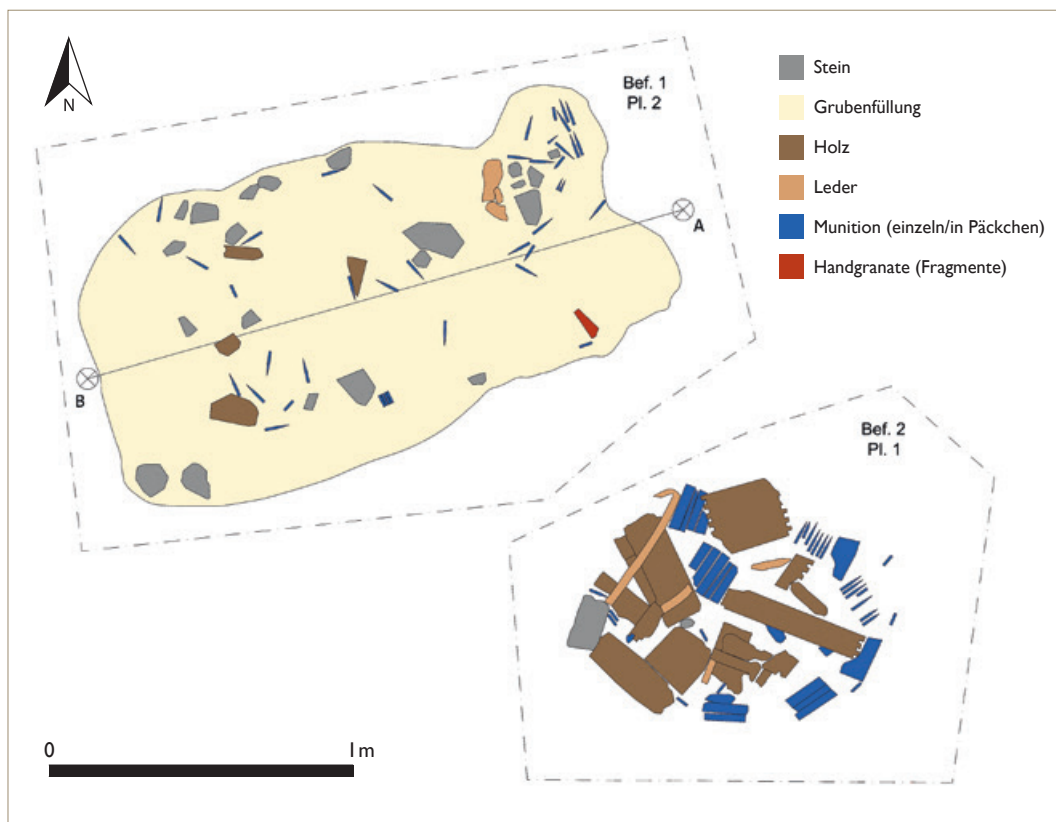 N
Bef. 1
Pl. 2
A
B
Stein
Grubenfüllung
Holz
Leder
Munition (einzeln/in Päckchen)
Handgranate (Fragmente)
Bef. 2
Pl. 1
0 1 m